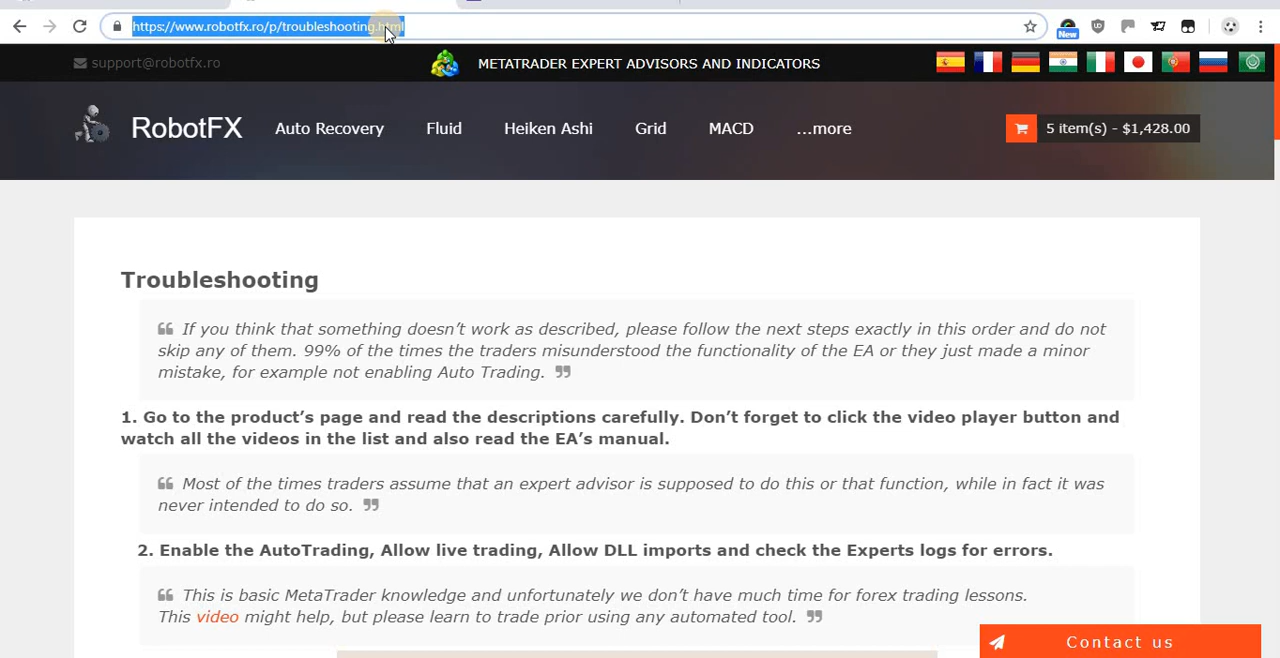 https://www.robotfx.ro/p/troubleshooting.html
New
support@robotfx.ro
METATRADER EXPERT ADVISORS AND INDICATORS
RobotFX
Auto Recovery
Fluid
Heiken Ashi
Grid
MACD
...more
5 item(s) - $1,428.00
Troubleshooting
❝ If you think that something doesn’t work as described, please follow the next steps exactly in this order and do not
skip any of them. 99% of the times the traders misunderstood the functionality of the EA or they just made a minor
mistake, for example not enabling Auto Trading. ❞
1. Go to the product’s page and read the descriptions carefully. Don’t forget to click the video player button and
watch all the videos in the list and also read the EA’s manual.
❝ Most of the times traders assume that an expert advisor is supposed to do this or that function, while in fact it was
never intended to do so. ❞
2. Enable the AutoTrading, Allow live trading, Allow DLL imports and check the Experts logs for errors.
❝ This is basic MetaTrader knowledge and unfortunately we don’t have much time for forex trading lessons.
This video might help, but please learn to trade prior using any automated tool. ❞
Contact us